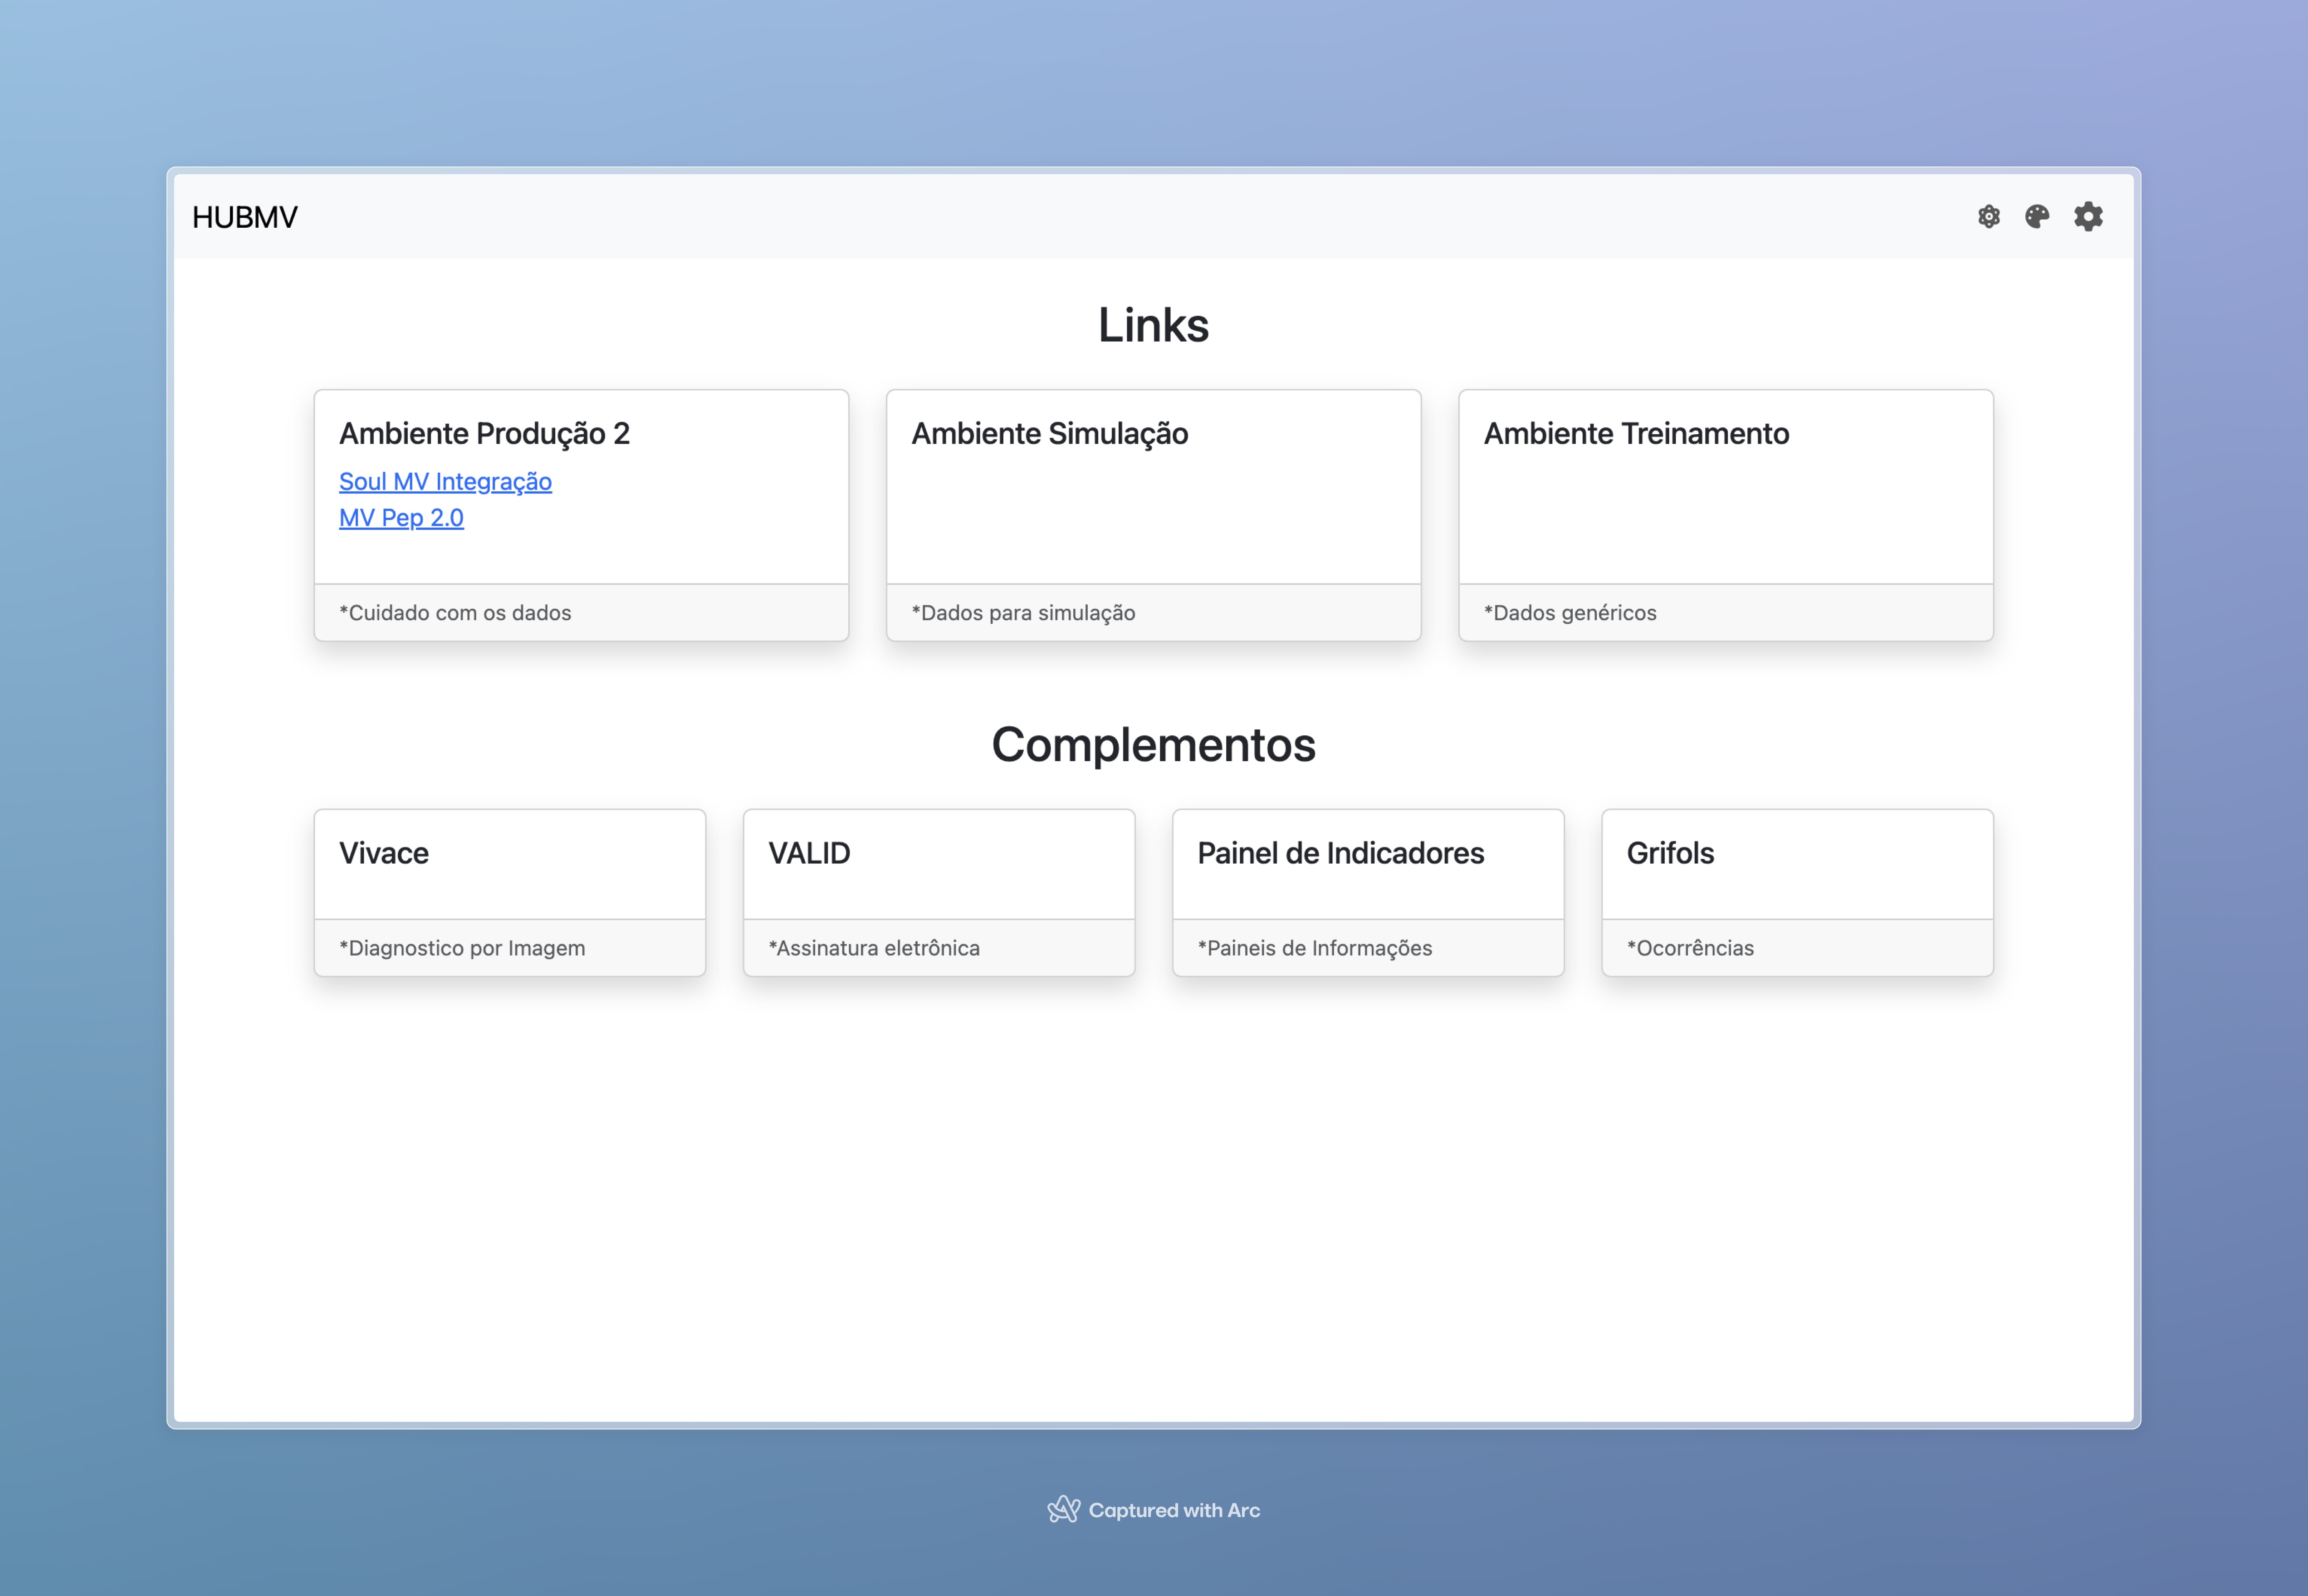 HUBMV
Links
Ambiente Produção 2
Soul MV Integração
MV Pep 2.0
*Cuidado com os dados
Ambiente Simulação
*Dados para simulação
Ambiente Treinamento
*Dados genéricos
Complementos
Vivace
*Diagnostico por Imagem
VALID
*Assinatura eletrônica
Painel de Indicadores
*Paineis de Informações
Grifols
*Ocorrências
Captured with Arc